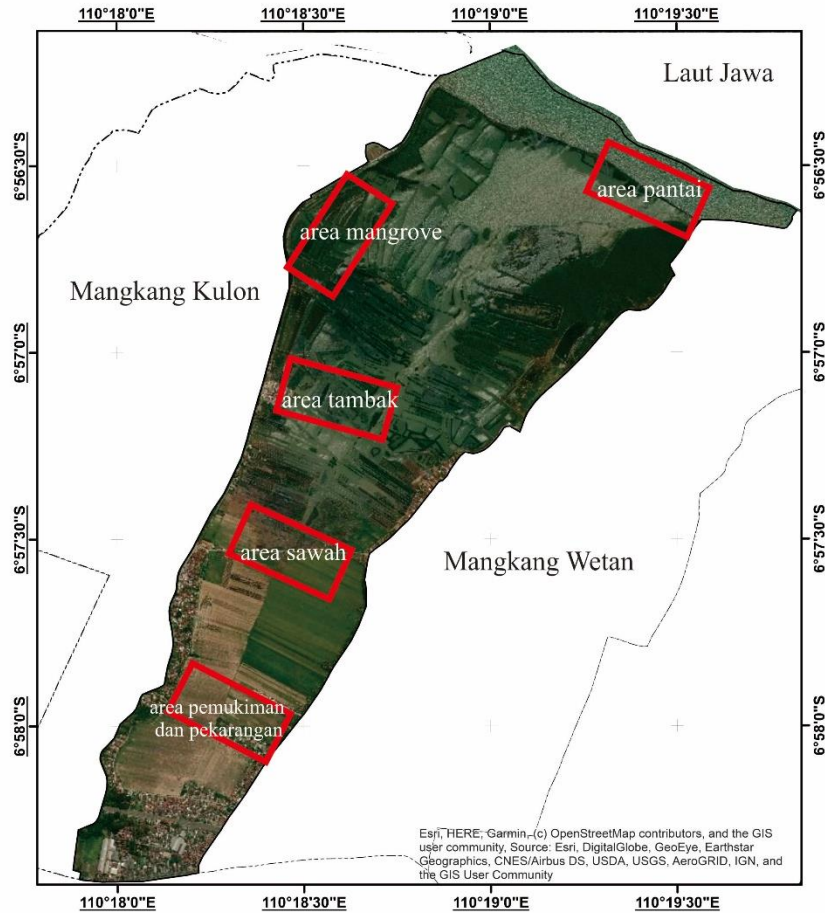 110°18'0"E 110°18'30"E 110°19'0"E 110°19'30"E
Laut Jawa
6°56'30"S 6°56'30"S
area pantai
area mangrove
Mangkang Kulon
6°57'0"S 6°57'0"S
area tambak
6°57'30"S 6°57'30"S
area sawah
Mangkang Wetan
area pemukiman
dan pekarangan
6°58'0"S 6°58'0"S
Esri, HERE, Garmin, (c) OpenStreetMap contributors, and the GIS
user community, Source: Esri, DigitalGlobe, GeoEye, Earthstar
Geographics, CNES/Airbus DS, USDA, USGS, AeroGRID, IGN, and
the GIS User Community
110°18'0"E 110°18'30"E 110°19'0"E 110°19'30"E